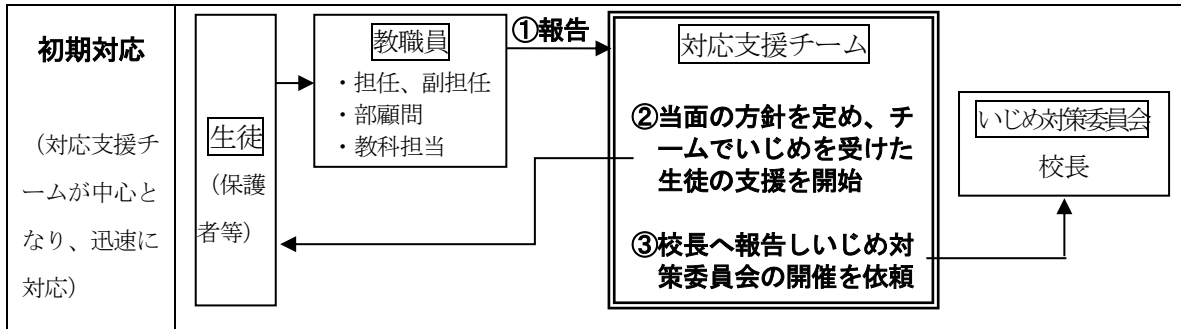 初期対応
（対応支援チ
ームが中心と
なり、迅速に
対応）
生徒
（保護
者等）
教職員
・担任、副担任
・部顧問
・教科担当
①報告
対応支援チーム
②当面の方針を定め、チ
ームでいじめを受けた
生徒の支援を開始
③校長へ報告しいじめ対
策委員会の開催を依頼
いじめ対策委員会
校長